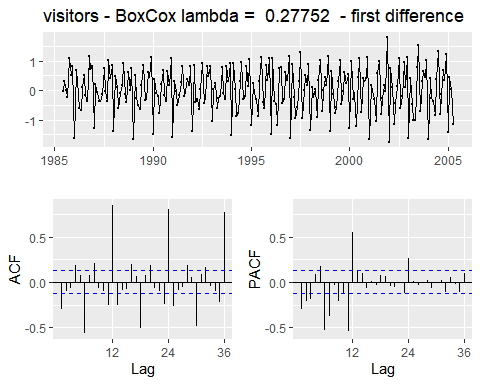 visitors - BoxCox lambda = 0.27752 - first difference
1
0
1
1985 1990 1995 2000 2005
ACF
0.5
0.0
-0.5
12 24 36
Lag
PACF
0.5
0.0
-0.5
12 24 36
Lag